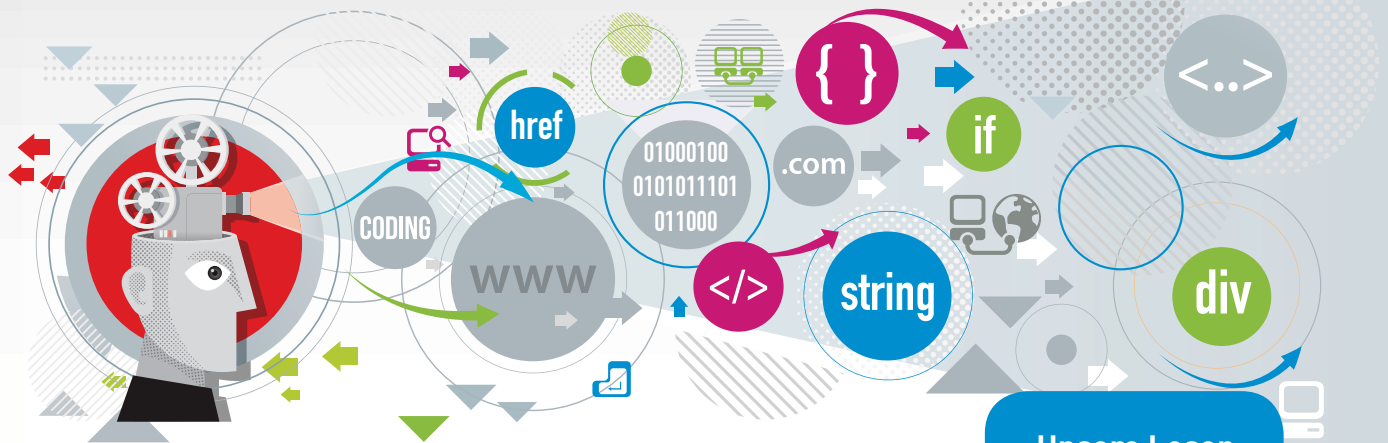 href
{ }
<..>
if
01000100
0101011101
011000
.com
CODING
www
</>
string
div